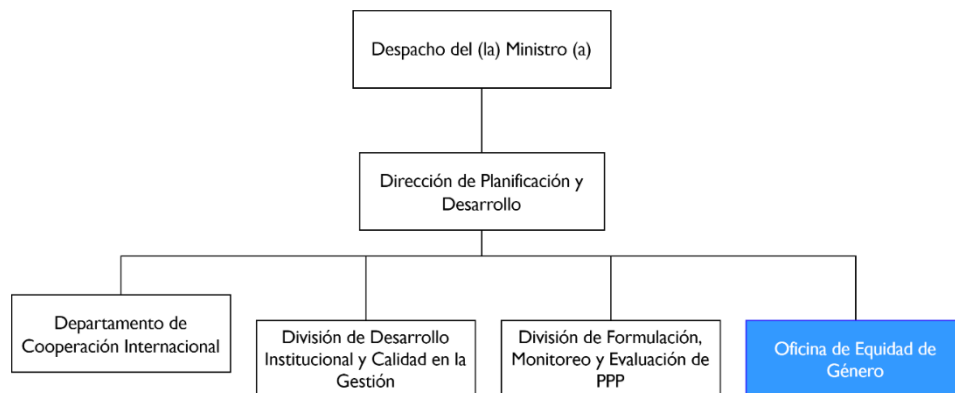 Despacho del (la) Ministro (a)
Dirección de Planificación y
Desarrollo
Departamento de
Cooperación Internacional
División de Desarrollo
Institucional y Calidad en la
Gestión
División de Formulación,
Monitoreo y Evaluación de
PPP
Oficina de Equidad de
Género